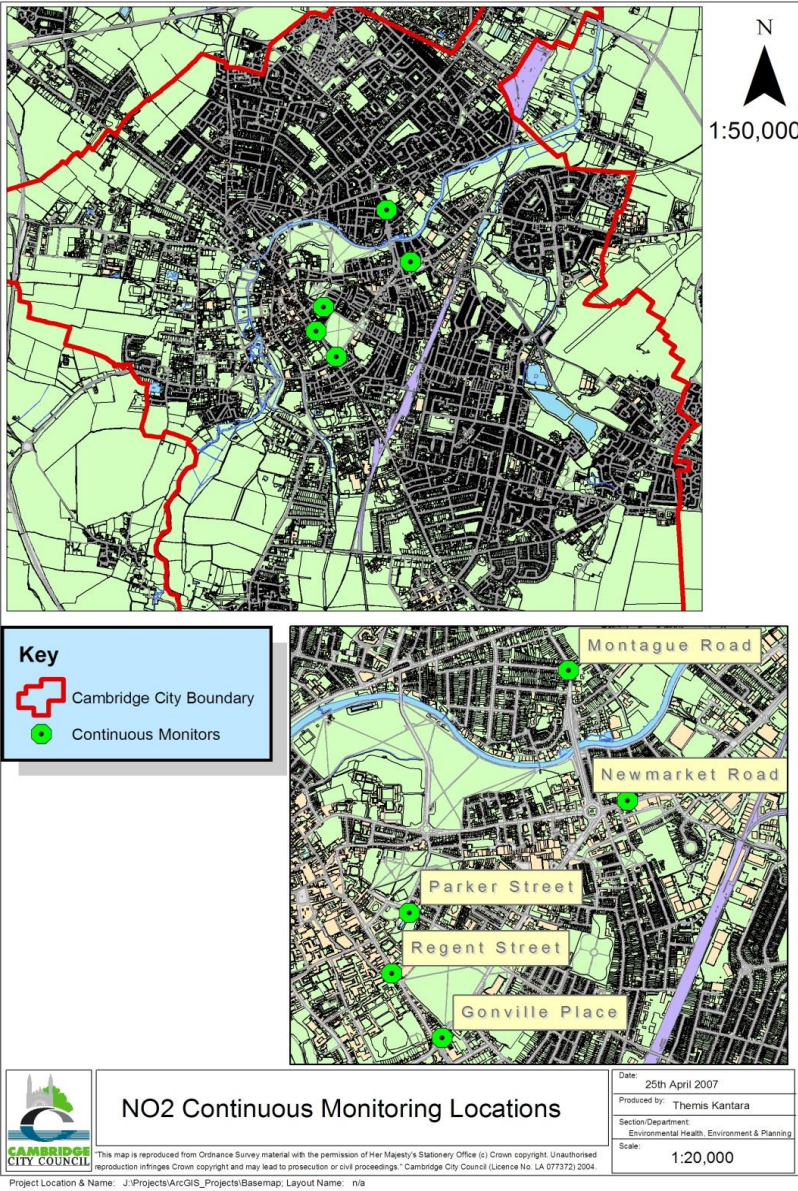 N
1:50,000
Key
Cambridge City Boundary
Continuous Monitors
Montague Road
Newmarket Road
Parker Street
Regent Street
Gonville Place
CAMBRIDGE
CITY COUNCIL
NO2 Continuous Monitoring Locations
"This map is reproduced from Ordnance Survey material with the permission of Her Majesty's Stationery Office (c) Crown copyright. Unauthorised
reproduction infringes Crown copyright and may lead to prosecution or civil proceedings." Cambridge City Council (Licence No. LA 077372) 2004.
Date:
25th April 2007
Produced by: Themis Kantara
Section/Department:
Environmental Health, Environment & Planning
Scale:
1:20,000
Project Location & Name: J:\Projects\ArcGIS_Projects\Basemap; Layout Name: n/a